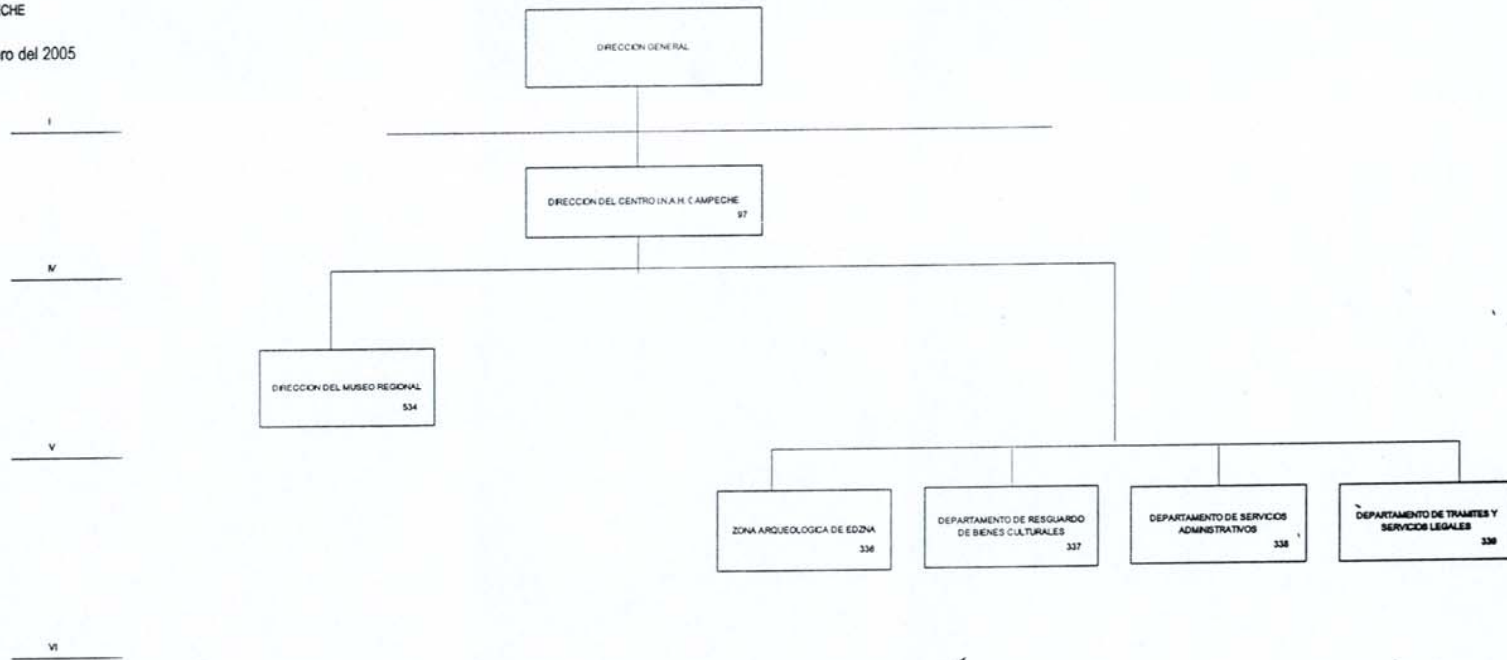 CHE
ro del 2005
DIRECCION GENERAL
I
DIRECCION DEL CENTRO I.N.A.H. CAMPECHE
97
IV
DIRECCION DEL MUSEO REGIONAL
534
V
ZONA ARQUEOLOGICA DE EDZNA
336
DEPARTAMENTO DE RESGUARDO
DE BIENES CULTURALES
337
DEPARTAMENTO DE SERVICIOS
ADMINISTRATIVOS
338
DEPARTAMENTO DE TRAMITES Y
SERVICIOS LEGALES
339
VI